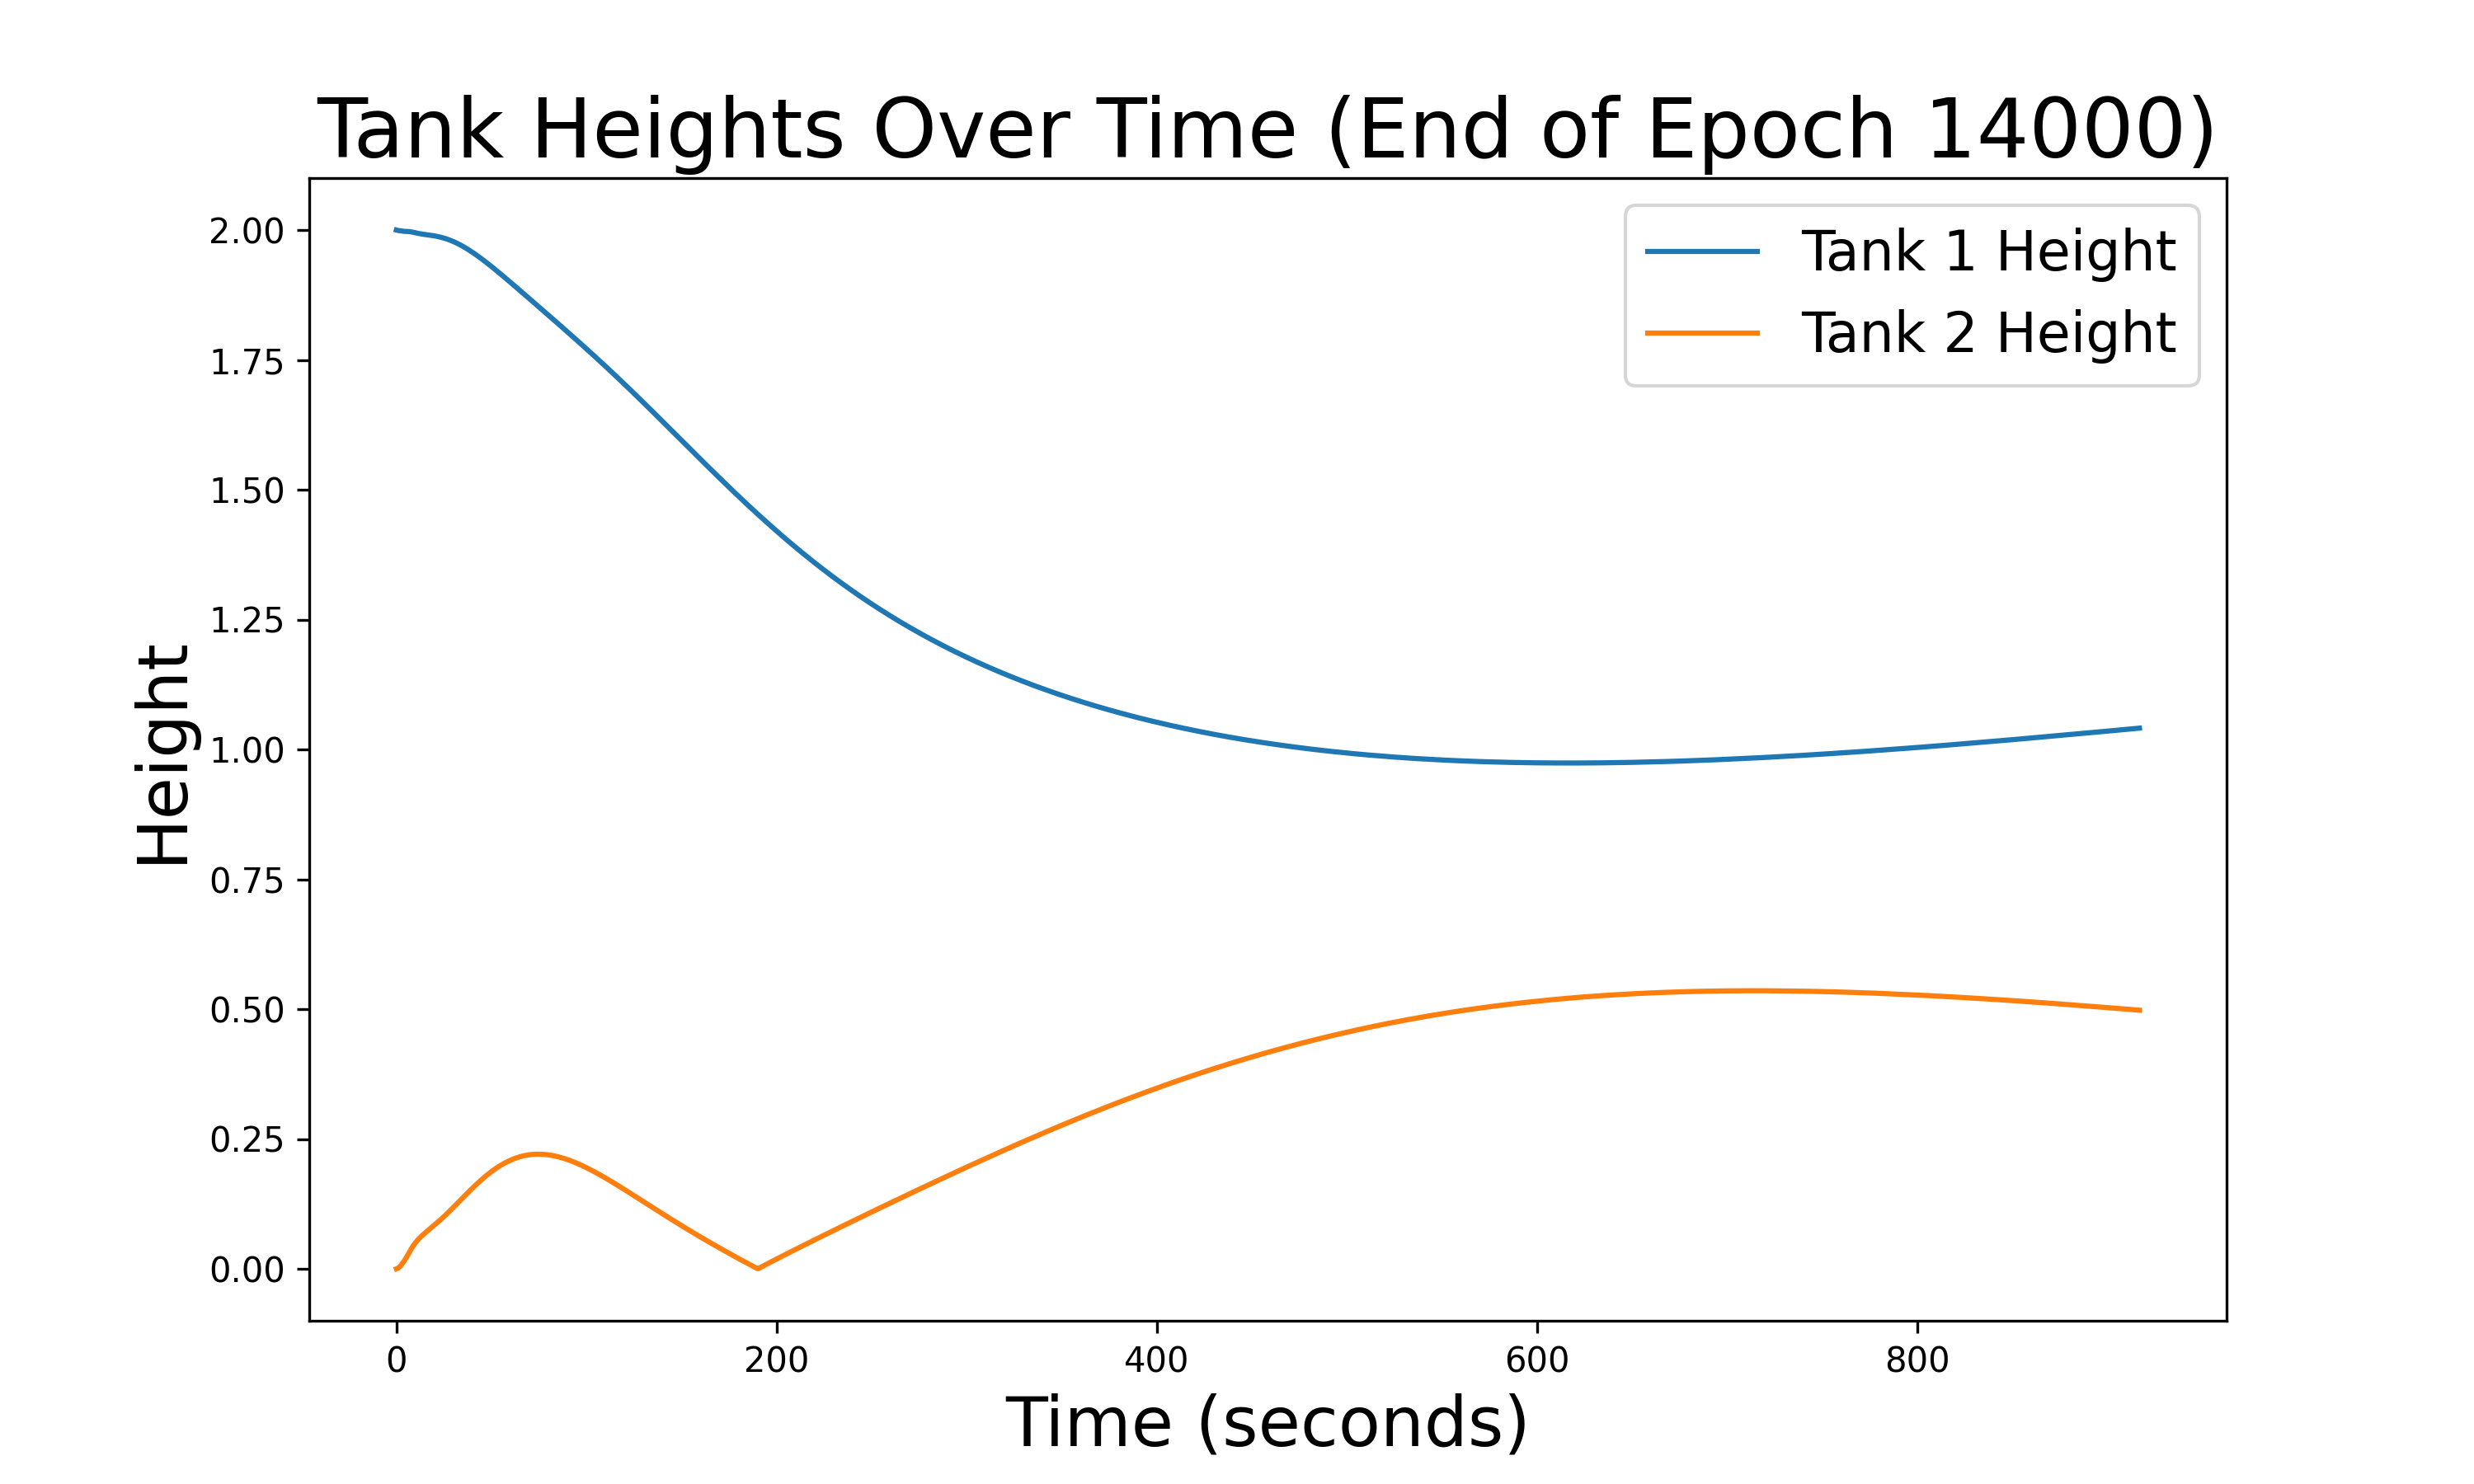 Tank Heights Over Time (End of Epoch 14000)
Tank 1 Height
Tank 2 Height
2.00
1.75
1.50
1.25
1.00
0.75
0.50
0.25
0.00
Height
0 200 400 600 800
Time (seconds)